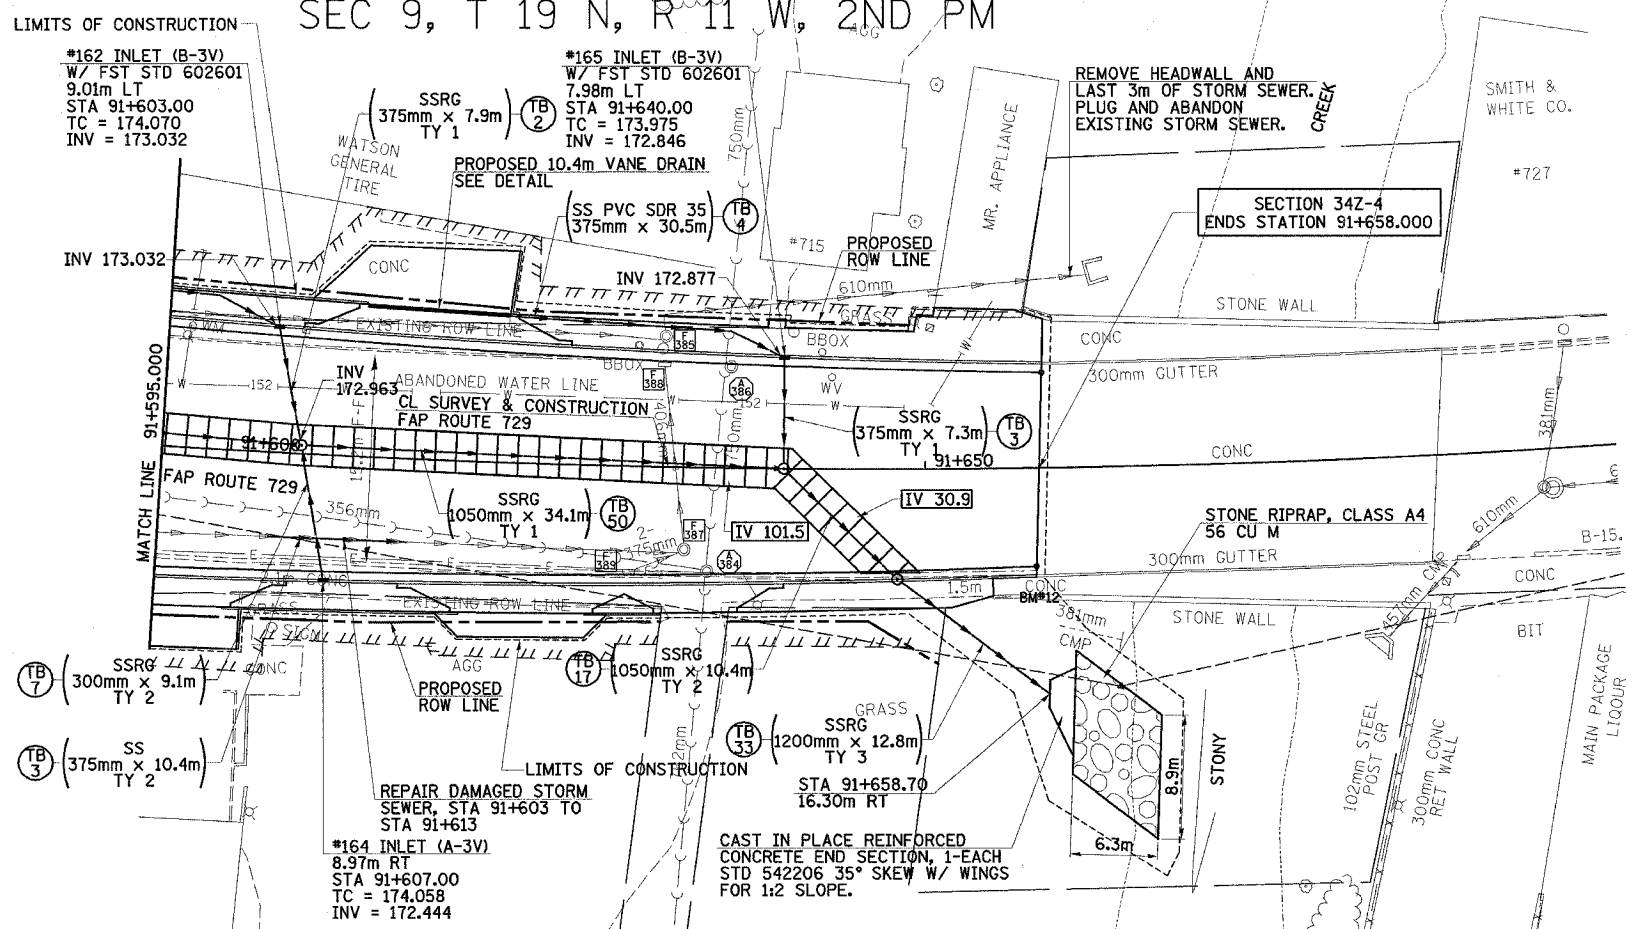 SEC 9, T 19 N, R 11 W, 2ND PM
LIMITS OF CONSTRUCTION
#162 INLET (B-3V)
W/ FST STD 602601
9.01m LT
STA 91+603.00
TC = 174.070
INV = 173.032
SSRG
375mm × 7.9m
TY 1
TB
2
#165 INLET (B-3V)
W/ FST STD 602601
7.98m LT
STA 91+640.00
TC = 173.975
INV = 172.846
AGG
750mm
REMOVE HEADWALL AND
LAST 3m OF STORM SEWER.
PLUG AND ABANDON
EXISTING STORM SEWER.
CREEK
SMITH &
WHITE CO.
#727
WATSON
GENERAL
TIRE
PROPOSED 10.4m VANE DRAIN
SEE DETAIL
MR. APPLIANCE
SS PVC SDR 35
375mm × 30.5m
TB
4
SECTION 34Z-4
ENDS STATION 91+658.000
#715
PROPOSED
ROW LINE
INV 173.032
CONC
INV 172.877
610mm
STONE WALL
GRASS
WM
EXISTING ROW LINE
F
385
BBOX
W
CONC
300mm GUTTER
BBOX
F
388
A
386
WV
INV
172.963
ABANDONED WATER LINE
W
152
W
152
W
CL SURVEY & CONSTRUCTION
FAP ROUTE 729
406mm
750mm
SSRG
375mm × 7.3m
TY 1
TB
3
381mm
MATCH LINE 91+595.000
91+600
91+650
CONC
FAP ROUTE 729
356mm
SSRG
1050mm × 34.1m
TY 1
TB
50
IV 101.5
IV 30.9
610mm
STONE RIPRAP, CLASS A4
56 CU M
F
387
2-
375mm
F
389
A
384
300mm GUTTER
B-15.
E
E
E
CONC
EXISTING ROW LINE
GRASS
1.5m
CONC
BM#12
381mm
CMP
STONE WALL
457mm CMP
CONC
BIT
SIGN
CONC
AGG
TB
7
SSRG
300mm × 9.1m
TY 2
PROPOSED
ROW LINE
TB
17
SSRG
1050mm × 10.4m
TY 2
GRASS
TB
33
SSRG
1200mm × 12.8m
TY 3
TB
3
SS
375mm × 10.4m
TY 2
LIMITS OF CONSTRUCTION
STA 91+658.70
16.30m RT
8.9m
STONY
6.3m
102mm STEEL
POST GR
300mm CONC
RET WALL
MAIN PACKAGE
LIQOUR
REPAIR DAMAGED STORM
SEWER, STA 91+603 TO
STA 91+613
#164 INLET (A-3V)
8.97m RT
STA 91+607.00
TC = 174.058
INV = 172.444
CAST IN PLACE REINFORCED
CONCRETE END SECTION, 1-EACH
STD 542206 35° SKEW W/ WINGS
FOR 1:2 SLOPE.